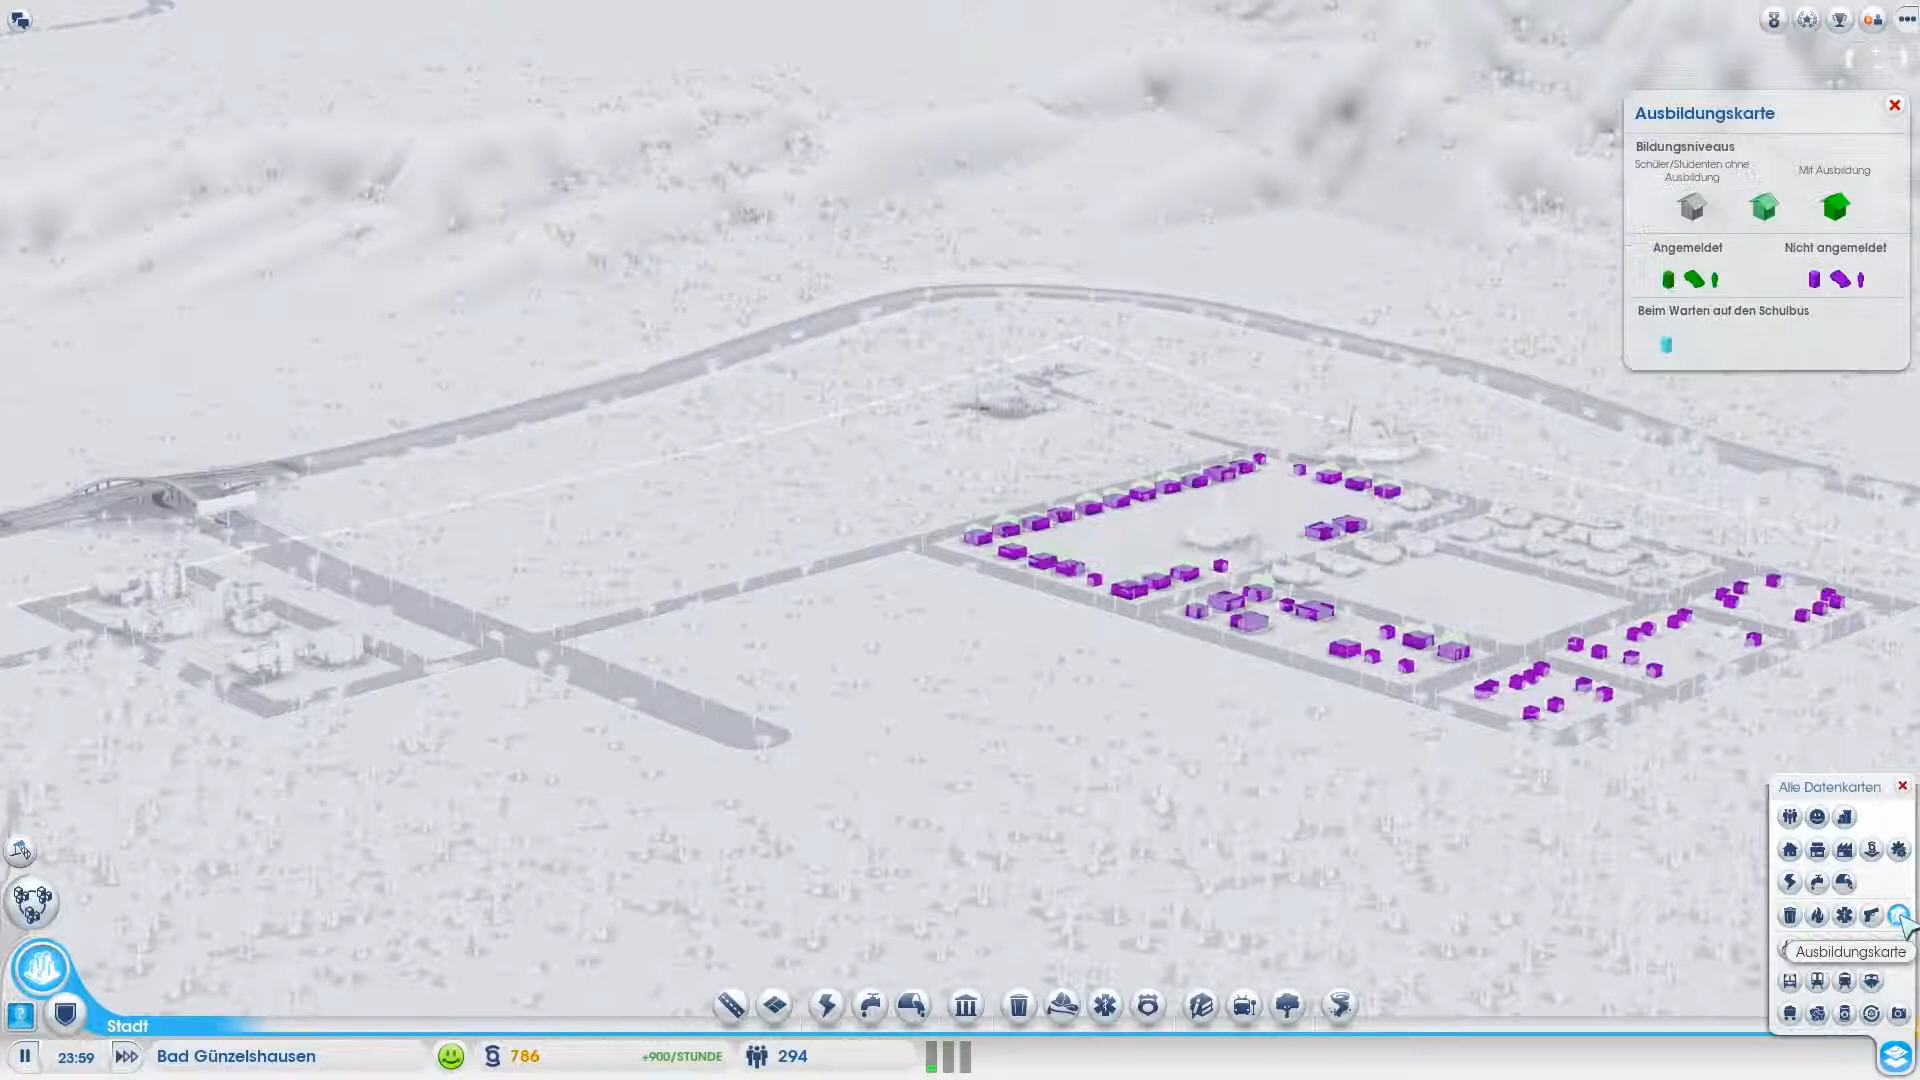 Ausbildungskarte
Bildungsniveaus
Schüler/Studenten ohne
Ausbildung
Mit Ausbildung
Angemeldet
Nicht angemeldet
Beim Warten auf den Schulbus
Alle Datenkarten
Ausbildungskarte
Stadt
23:59
Bad Günzelshausen
786
+900/STUNDE
294